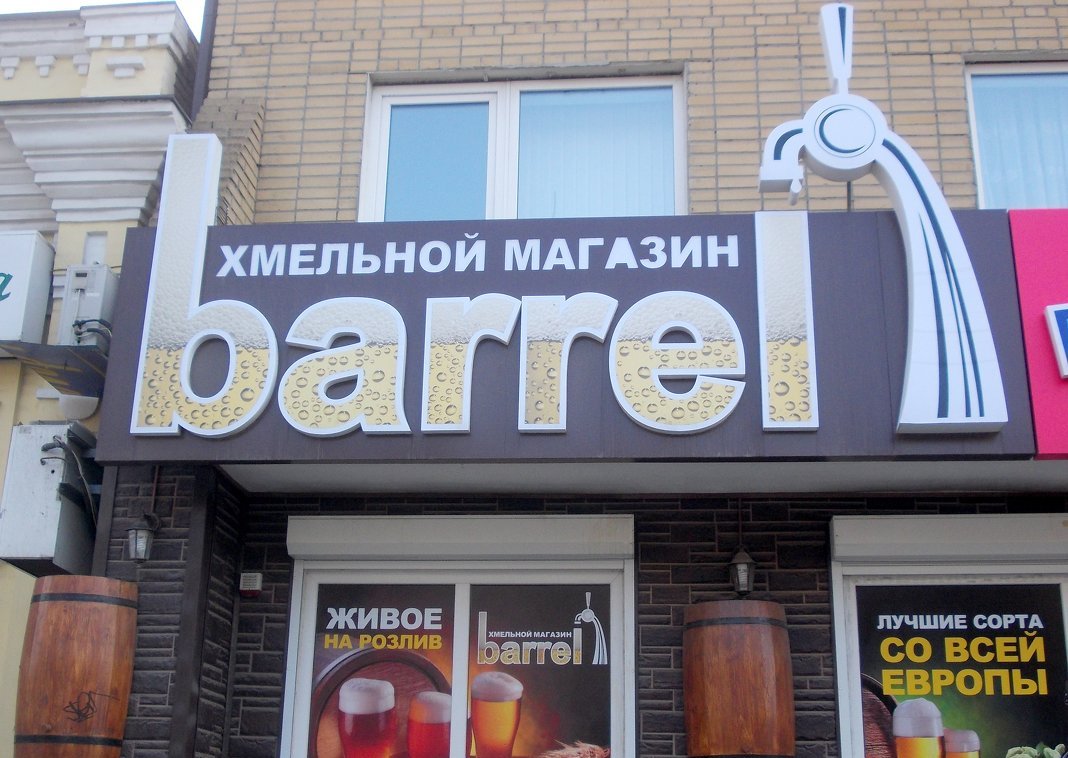 ХМЕЛЬНОЙ МАГАЗИН
barrel
ЖИВОЕ
НА РОЗЛИВ
ХМЕЛЬНОЙ МАГАЗИН
barrel
ЛУЧШИЕ СОРТА
СО ВСЕЙ
ЕВРОПЫ